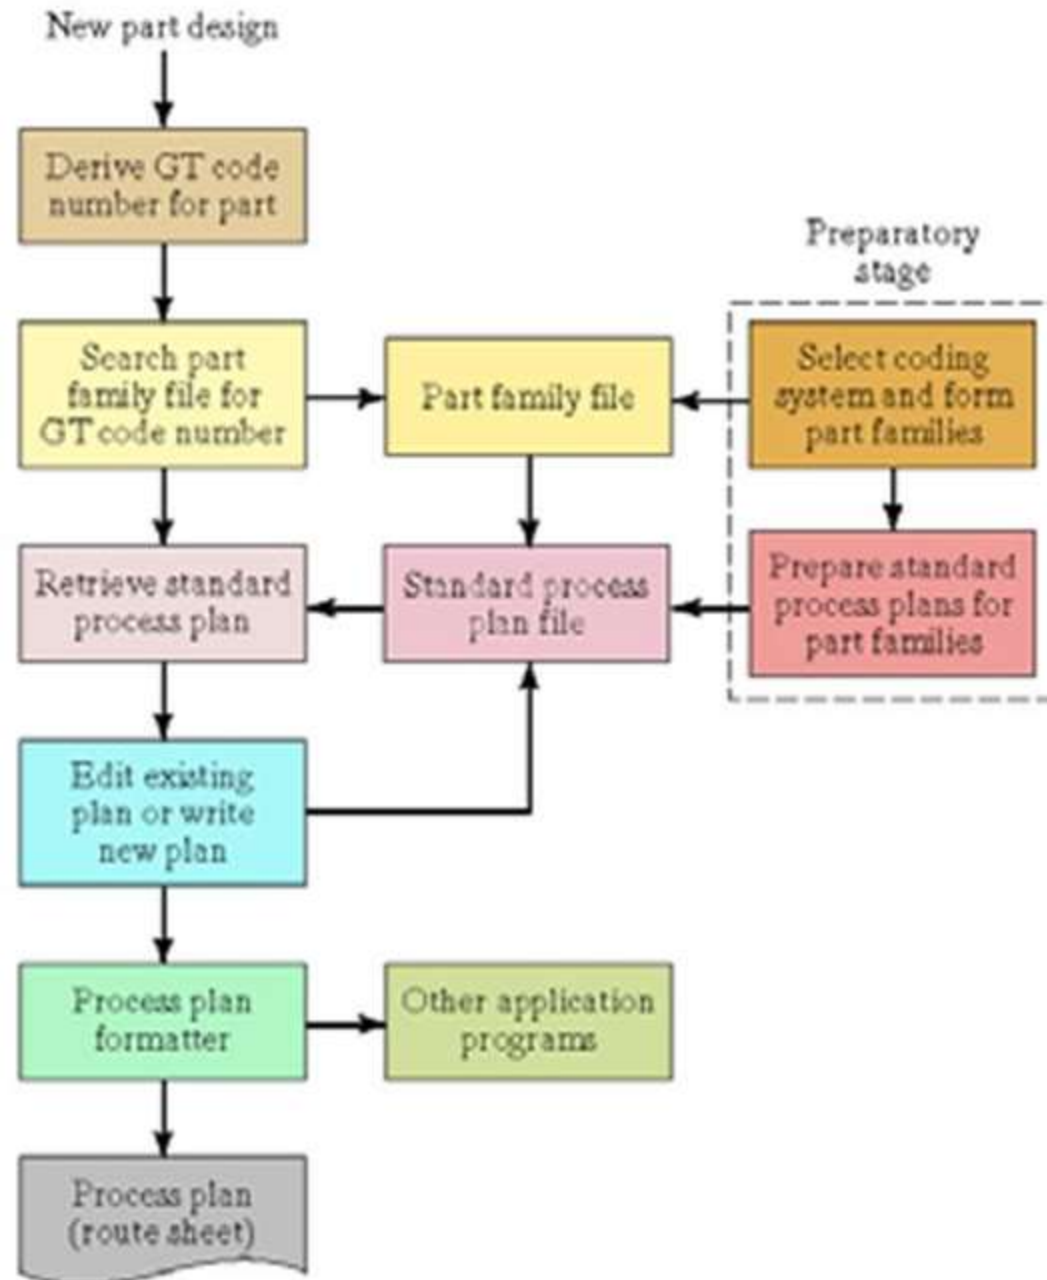 New part design
Derive GT code
number for part
Preparatory
stage
Search part
family file for
GT code number
Part family file
Select coding
system and form
part families
Retrieve standard
process plan
Standard process
plan file
Prepare standard
process plans for
part families
Edit existing
plan or write
new plan
Process plan
formatter
Other application
programs
Process plan
(route sheet)